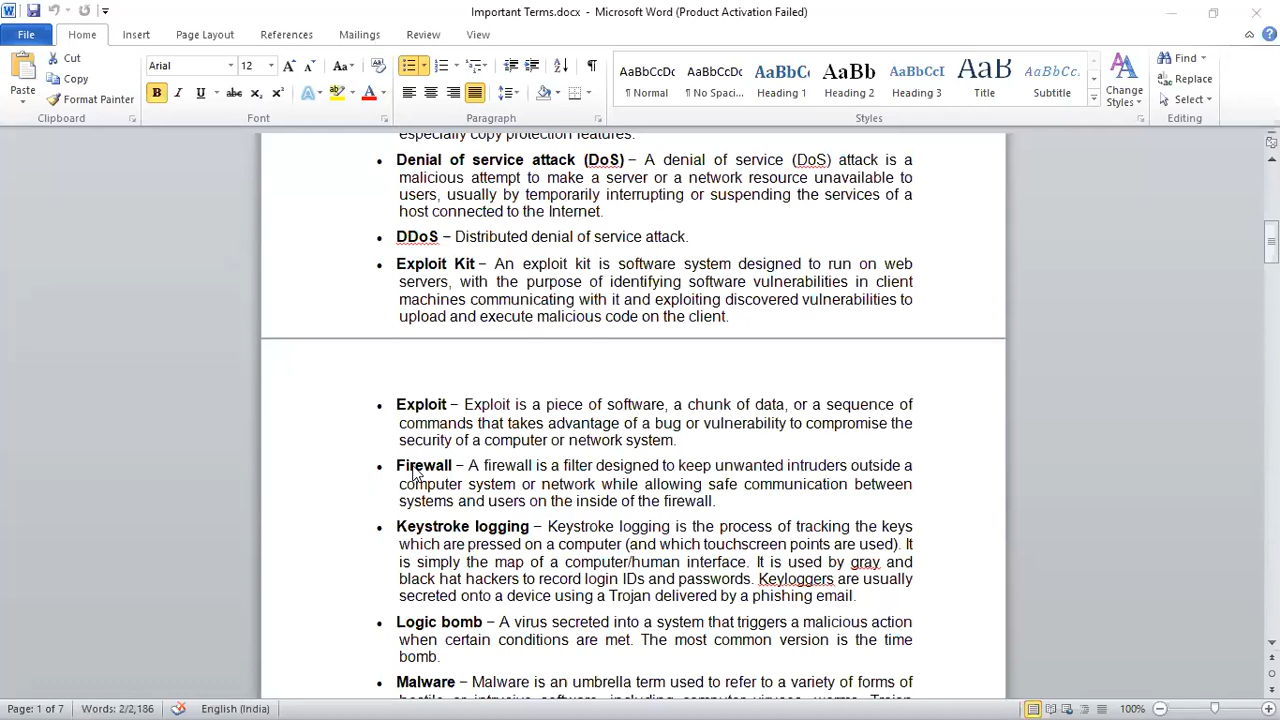 Important Terms.docx - Microsoft Word (Product Activation Failed)
File Home Insert Page Layout References Mailings Review View
Paste
Cut
Copy
Format Painter
Clipboard
Arial 12
Font
Paragraph
AaBbCcDc ¶ Normal
AaBbCcDc ¶ No Spaci...
AaBbCc Heading 1
AaBb Heading 2
AaBbCcI Heading 3
AaB Title
AaBbCc. Subtitle
Change Styles
Styles
Find
Replace
Select
Editing
especially copy protection features.
• Denial of service attack (DoS) – A denial of service (DoS) attack is a
malicious attempt to make a server or a network resource unavailable to
users, usually by temporarily interrupting or suspending the services of a
host connected to the Internet.
• DDoS – Distributed denial of service attack.
• Exploit Kit – An exploit kit is software system designed to run on web
servers, with the purpose of identifying software vulnerabilities in client
machines communicating with it and exploiting discovered vulnerabilities to
upload and execute malicious code on the client.
• Exploit – Exploit is a piece of software, a chunk of data, or a sequence of
commands that takes advantage of a bug or vulnerability to compromise the
security of a computer or network system.
• Firewall – A firewall is a filter designed to keep unwanted intruders outside a
computer system or network while allowing safe communication between
systems and users on the inside of the firewall.
• Keystroke logging – Keystroke logging is the process of tracking the keys
which are pressed on a computer (and which touchscreen points are used). It
is simply the map of a computer/human interface. It is used by gray and
black hat hackers to record login IDs and passwords. Keyloggers are usually
secreted onto a device using a Trojan delivered by a phishing email.
• Logic bomb – A virus secreted into a system that triggers a malicious action
when certain conditions are met. The most common version is the time
bomb.
• Malware – Malware is an umbrella term used to refer to a variety of forms of
hostile or intrusive software, including computer viruses, worms, Trojan
Page: 1 of 7 Words: 2/2,186 English (India) 100%